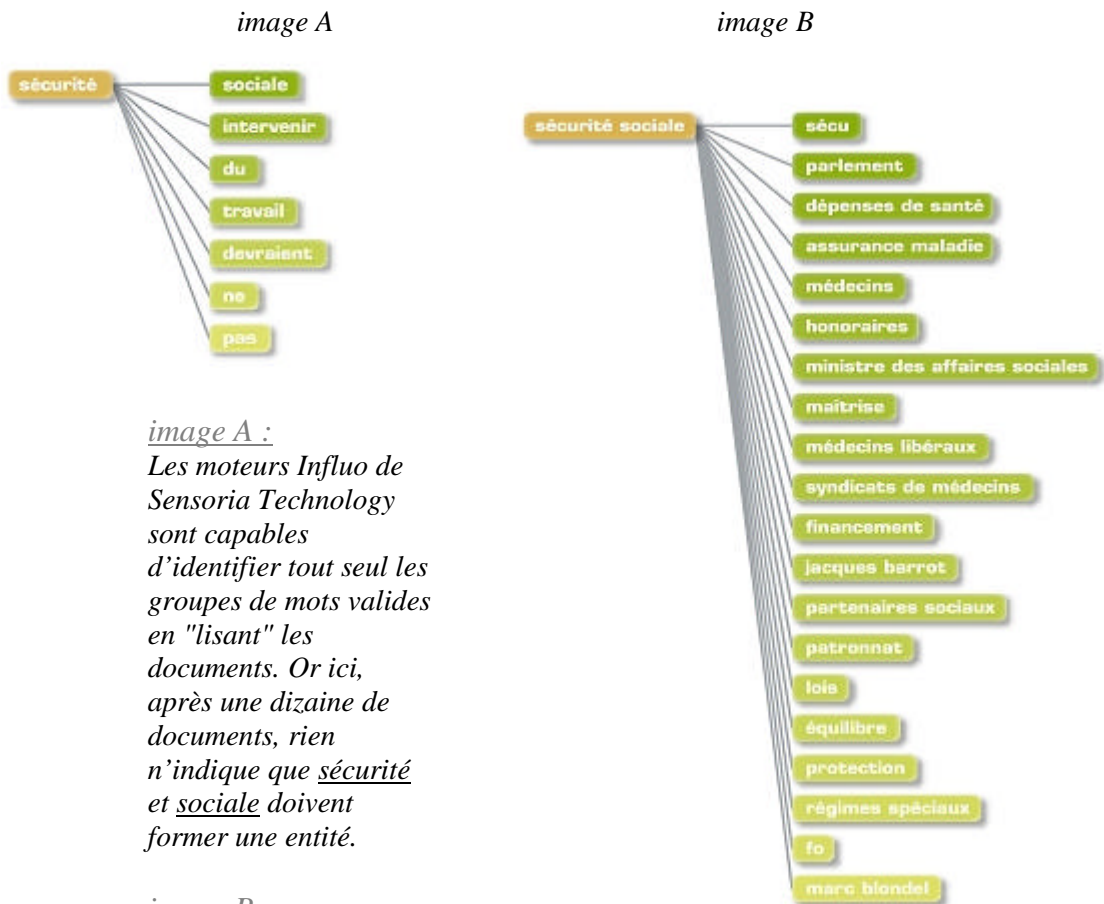 image A
image B
sécurité
sociale
intervenir
du
travail
devraient
ne
pas
sécurité sociale
sécu
parlement
dépenses de santé
assurance maladie
médecins
honoraires
ministre des affaires sociales
maîtrise
médecins libéraux
syndicats de médecins
financement
jacques barrot
partenaires sociaux
patronnat
lois
équilibre
protection
régimes spéciaux
fo
marc blondel
image A :
Les moteurs Influo de
Sensoria Technology
sont capables
d'identifier tout seul les
groupes de mots valides
en "lisant" les
documents. Or ici,
après une dizaine de
documents, rien
n'indique que sécurité
et sociale doivent
former une entité.